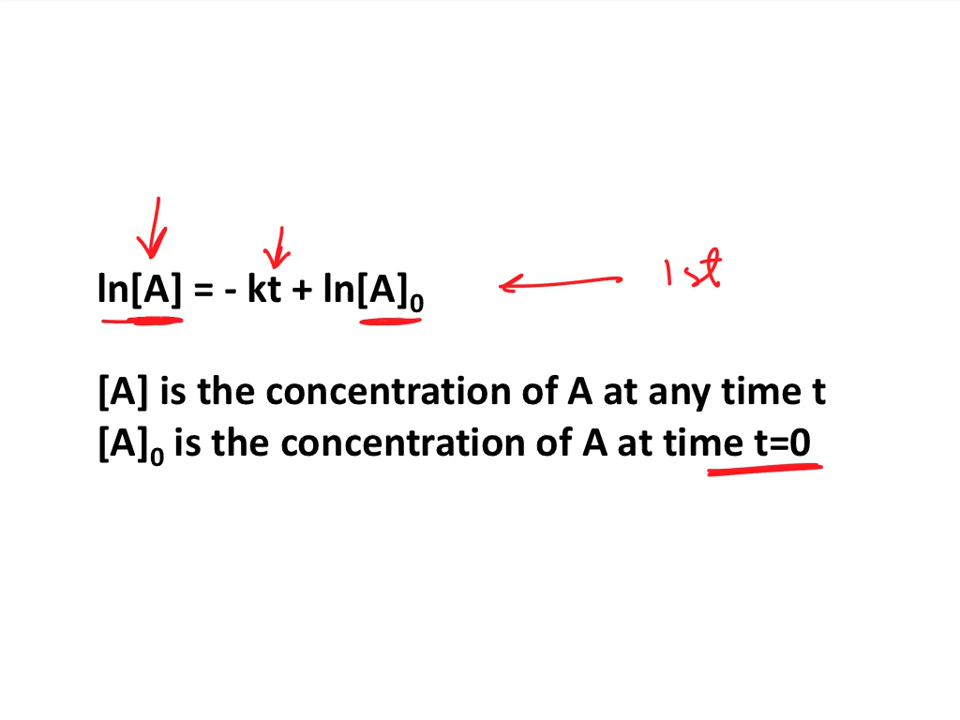 ln[A] = - kt + ln[A]₀ 1st
[A] is the concentration of A at any time t
[A]₀ is the concentration of A at time t=0